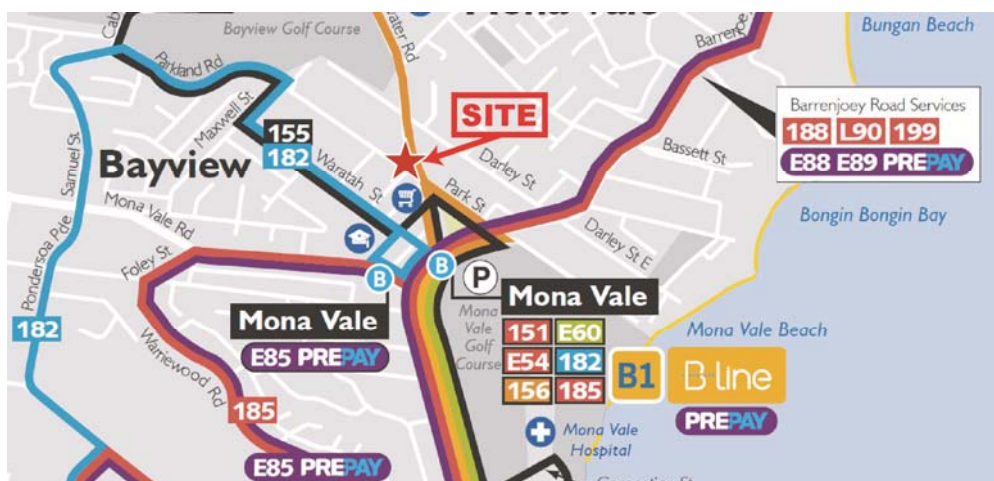 Mona Vale
Bayview Golf Course
Bungan Beach
Parkland Rd
SITE
Barrenjoey Road Services
188 L90 199
E88 E89 PREPAY
Maxwell St
155
182
Samuel St
Bayview
Waratah St
Darley St
Bassett St
Park St
Mona Vale Rd
Bongin Bongin Bay
Foley St
Darley St E
B
B
P
Ponderosa Pde
182
Mona Vale
E85 PREPAY
Mona
Vale
Golf
Course
Mona Vale
151 E60
E54 182
156 185
B1 B line
PREPAY
Mona Vale Beach
Warriewood Rd
185
Mona Vale
Hospital
E85 PREPAY